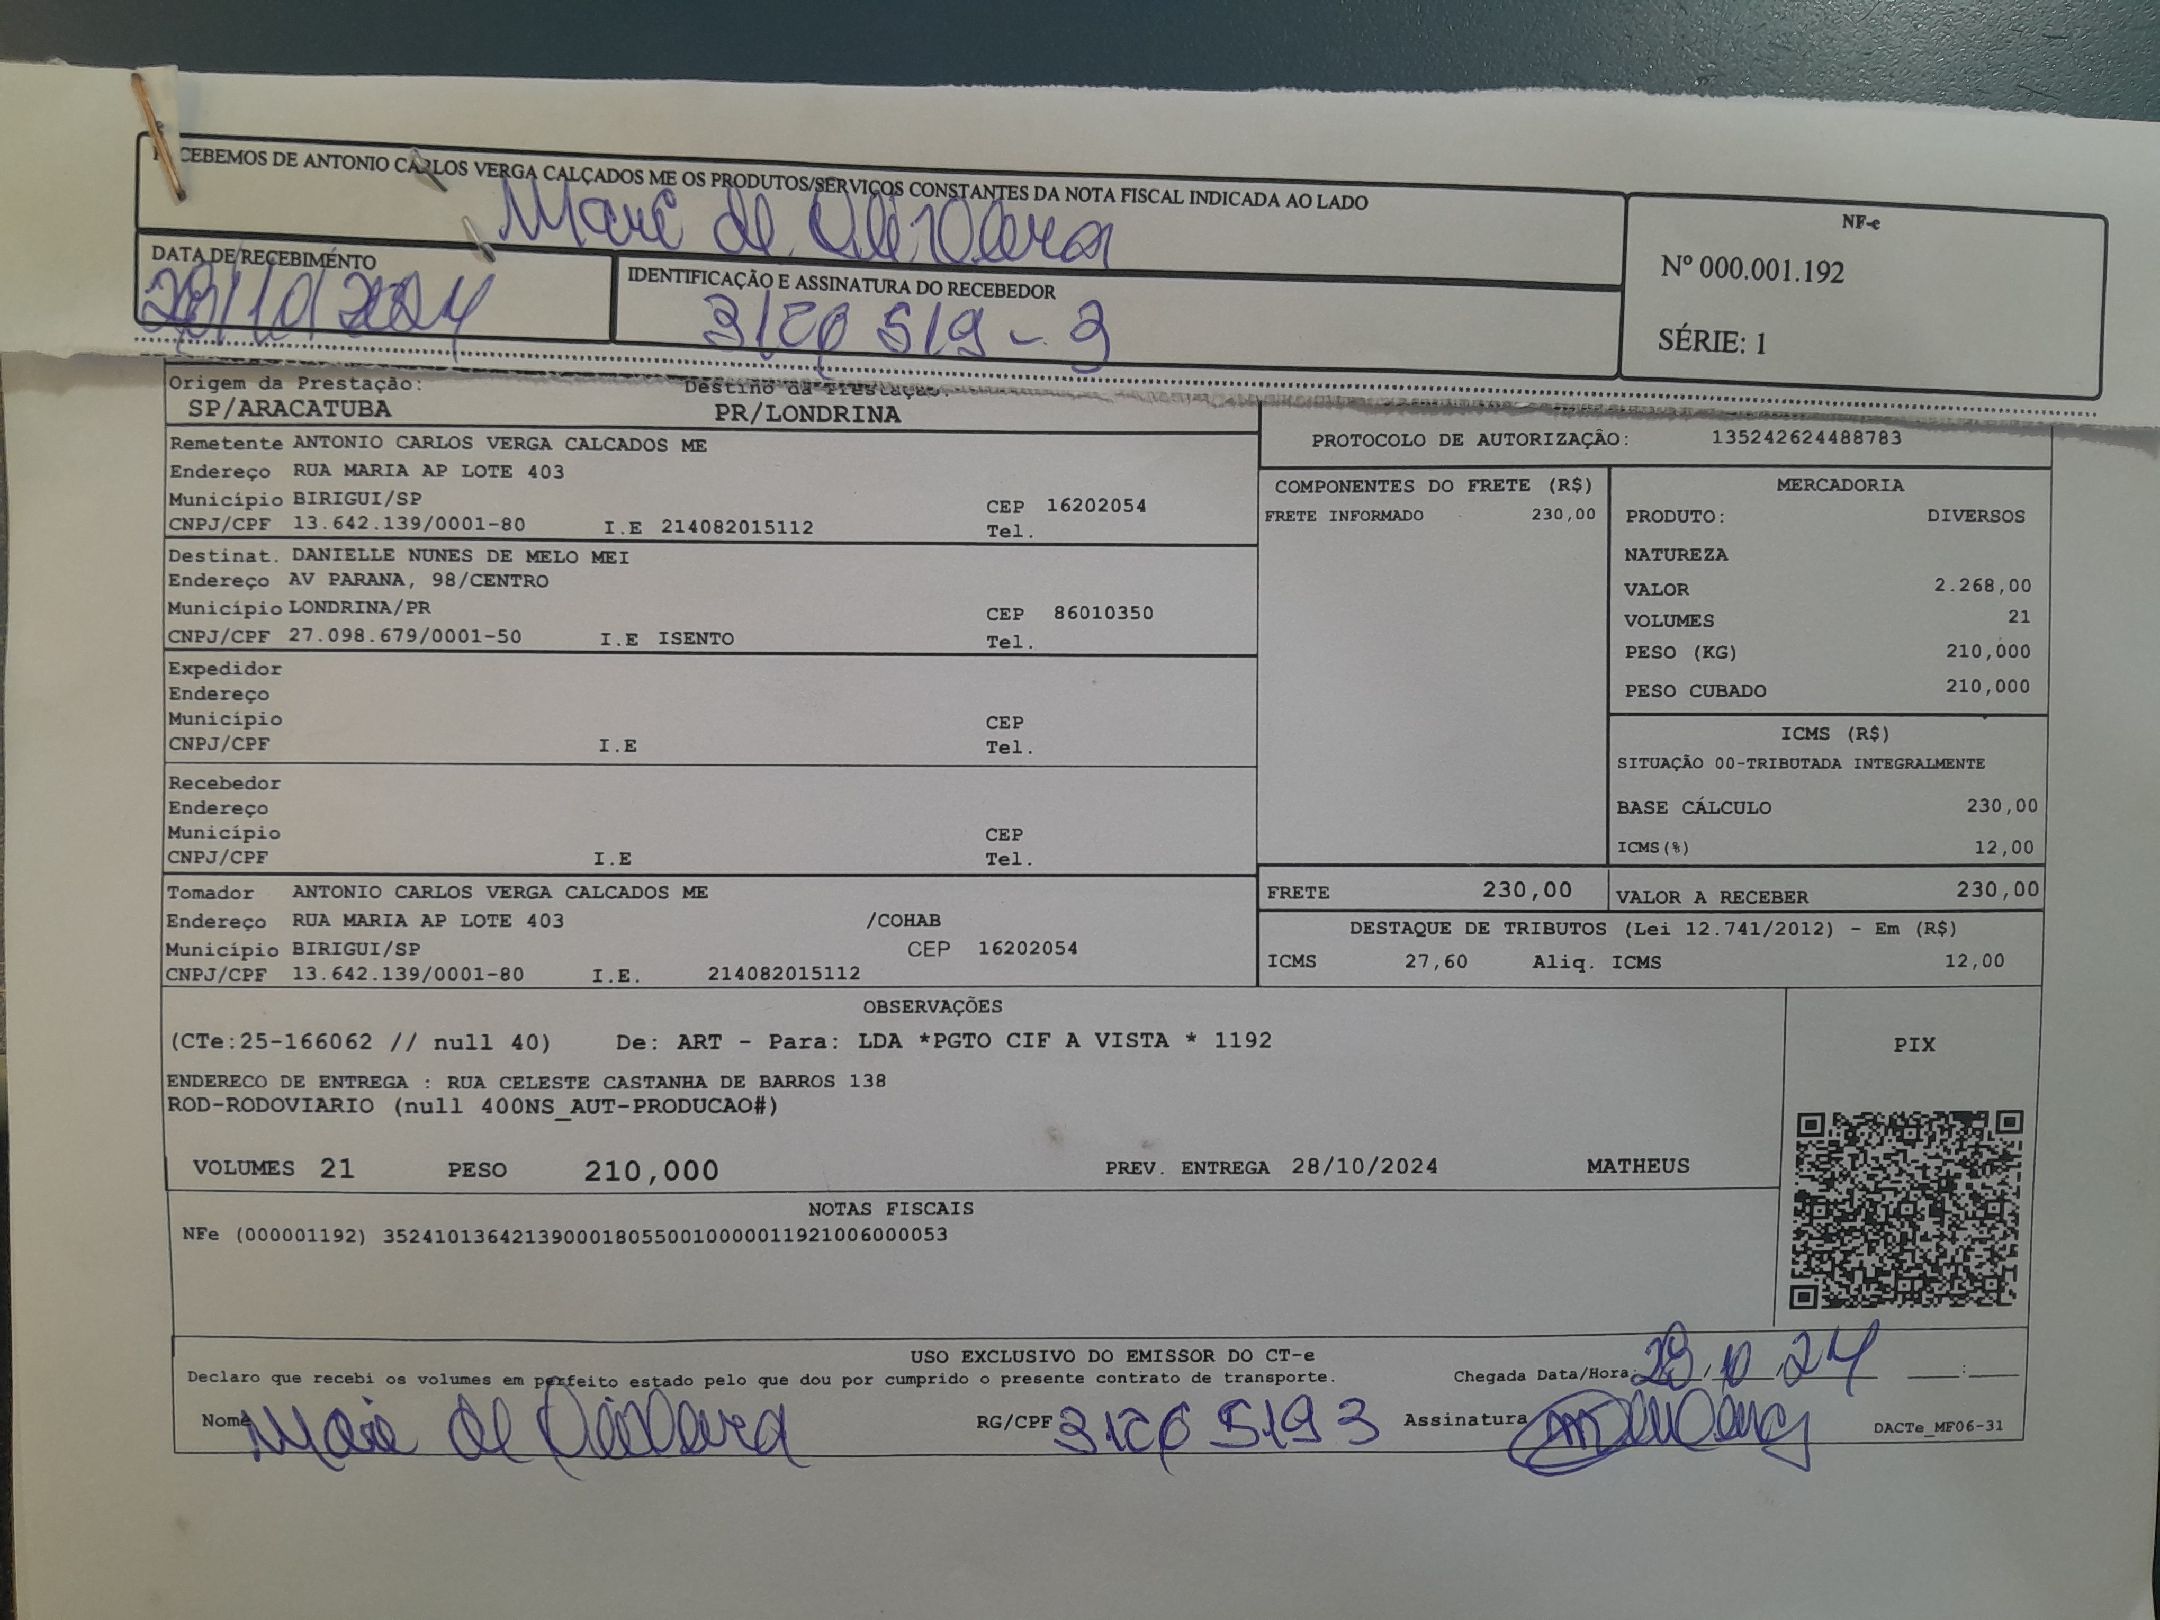 CEBEMOS DE ANTONIO CARLOS VERGA CALÇADOS ME OS PRODUTOS/SERVIÇOS CONSTANTES DA NOTA FISCAL INDICADA AO LADO
de
NF-e
Nº 000.001.192
SÉRIE: 1
DATA DE RECEBIMENTO
IDENTIFICAÇÃO E ASSINATURA DO RECEBEDOR
Origem da Prestação: Destino da Prestação:
SP/ARACATUBA PR/LONDRINA
Remetente ANTONIO CARLOS VERGA CALCADOS ME
Endereço RUA MARIA AP LOTE 403
Município BIRIGUI/SP CEP 16202054
CNPJ/CPF 13.642.139/0001-80 I.E 214082015112 Tel.
Destinat. DANIELLE NUNES DE MELO MEI
Endereço AV PARANA, 98/CENTRO
Município LONDRINA/PR CEP 86010350
CNPJ/CPF 27.098.679/0001-50 I.E ISENTO Tel.
Expedidor
Endereço
Município CEP
CNPJ/CPF I.E Tel.
Recebedor
Endereço
Município CEP
CNPJ/CPF I.E Tel.
Tomador ANTONIO CARLOS VERGA CALCADOS ME
Endereço RUA MARIA AP LOTE 403 /COHAB
Município BIRIGUI/SP CEP 16202054
CNPJ/CPF 13.642.139/0001-80 I.E. 214082015112
PROTOCOLO DE AUTORIZAÇÃO: 135242624488783
COMPONENTES DO FRETE (R$)
FRETE INFORMADO 230,00
MERCADORIA
PRODUTO: DIVERSOS
NATUREZA
VALOR 2.268,00
VOLUMES 21
PESO (KG) 210,000
PESO CUBADO 210,000
ICMS (R$)
SITUAÇÃO 00-TRIBUTADA INTEGRALMENTE
BASE CÁLCULO 230,00
ICMS(%) 12,00
FRETE 230,00 VALOR A RECEBER 230,00
DESTAQUE DE TRIBUTOS (Lei 12.741/2012) - Em (R$)
ICMS 27,60 Aliq. ICMS 12,00
OBSERVAÇÕES
(CTe:25-166062 // null 40) De: ART - Para: LDA *PGTO CIF A VISTA * 1192
ENDERECO DE ENTREGA : RUA CELESTE CASTANHA DE BARROS 138
ROD-RODOVIARIO (null 400NS_AUT-PRODUCAO#)
VOLUMES 21 PESO 210,000 PREV. ENTREGA 28/10/2024 MATHEUS
PIX
NOTAS FISCAIS
NFe (000001192) 35241013642139000180550010000011921006000053
USO EXCLUSIVO DO EMISSOR DO CT-e
Declaro que recebi os volumes em perfeito estado pelo que dou por cumprido o presente contrato de transporte. Chegada Data/Hora: :
Nome de RG/CPF Assinatura DACTe_MF06-31